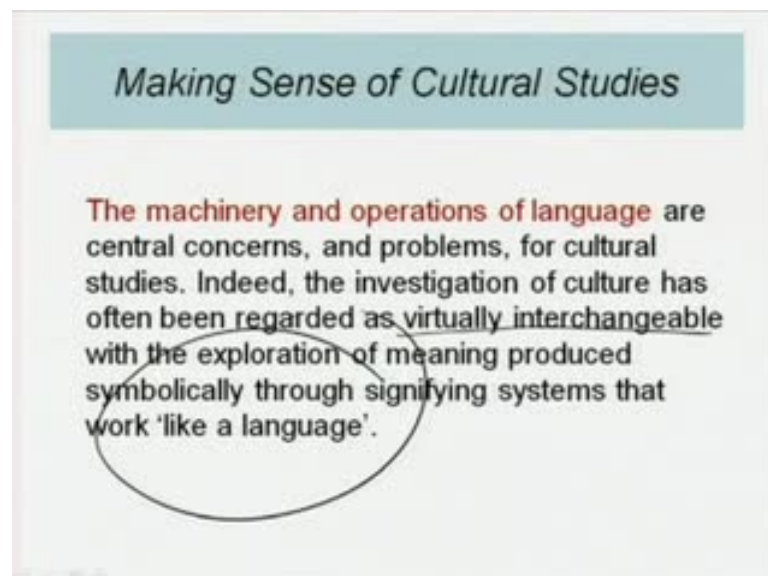 Making Sense of Cultural Studies
The machinery and operations of language are
central concerns, and problems, for cultural
studies. Indeed, the investigation of culture has
often been regarded as virtually interchangeable
with the exploration of meaning produced
symbolically through signifying systems that
work ‘like a language’.